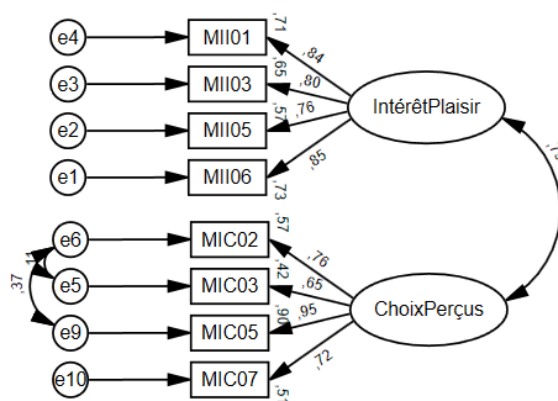 e4 MII01 ,71
,84
e3 MII03 ,65
,80
IntérêtPlaisir
e2 MII05 ,57
,76
e1 MII06 ,73
,85
e6 MIC02 ,57
,76
,37
e5 MIC03 ,42
,65
ChoixPerçus
e9 MIC05 ,90
,95
e10 MIC07
,72